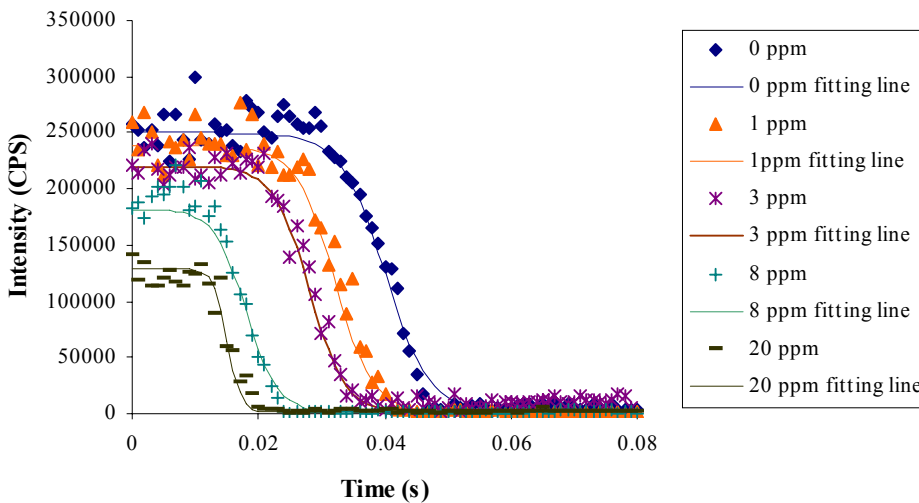 350000
300000
250000
200000
150000
100000
50000
0
Intensity (CPS)
0
0.02
0.04
0.06
0.08
Time (s)
0 ppm
0 ppm fitting line
1 ppm
1ppm fitting line
3 ppm
3 ppm fitting line
8 ppm
8 ppm fitting line
20 ppm
20 ppm fitting line